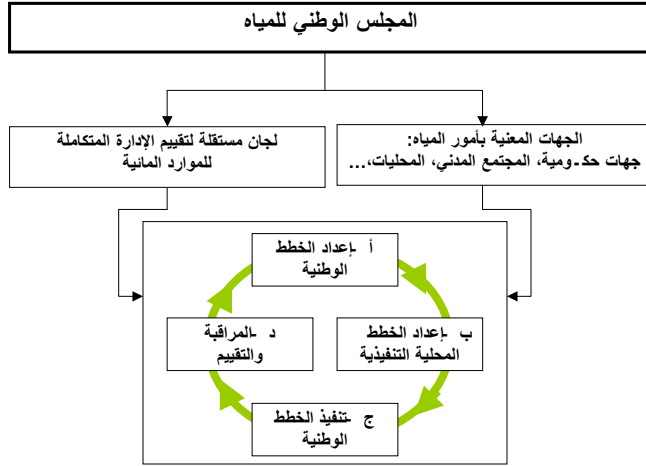 المجلس الوطني للمياه
الجهات المعنية بأمور المياه:
جهات حكـومية، المجتمع المدني، المحليات،...
لجان مستقلة لتقييم الإدارة المتكاملة
للموارد المائية
أ -إعداد الخطط
الوطنية
ب -إعداد الخطط
المحلية التنفيذية
ج -تنفيذ الخطط
الوطنية
د -المراقبة
والتقييم